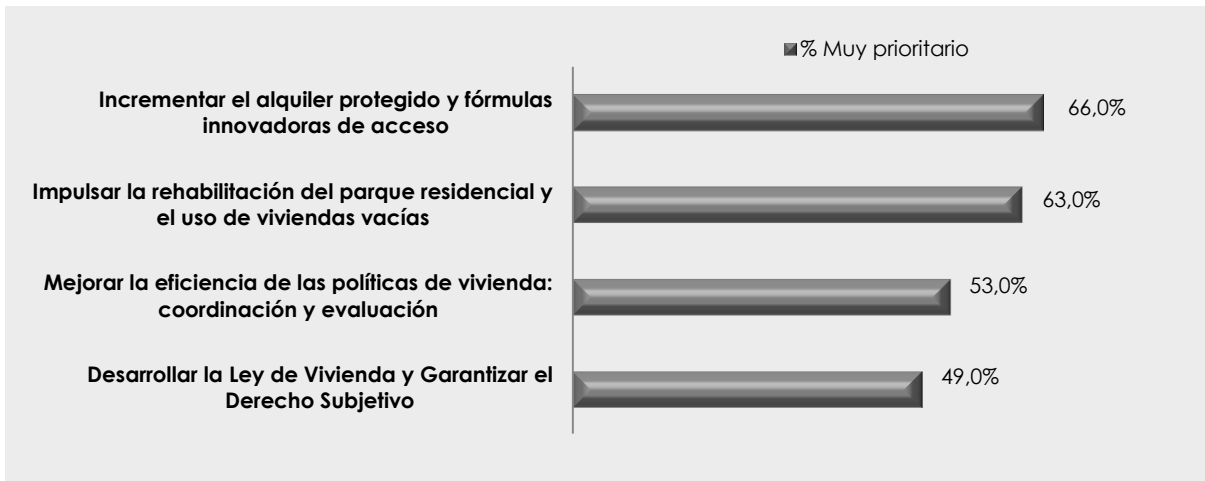 % Muy prioritario
Incrementar el alquiler protegido y fórmulas
innovadoras de acceso
66,0%
Impulsar la rehabilitación del parque residencial y
el uso de viviendas vacías
63,0%
Mejorar la eficiencia de las políticas de vivienda:
coordinación y evaluación
53,0%
Desarrollar la Ley de Vivienda y Garantizar el
Derecho Subjetivo
49,0%